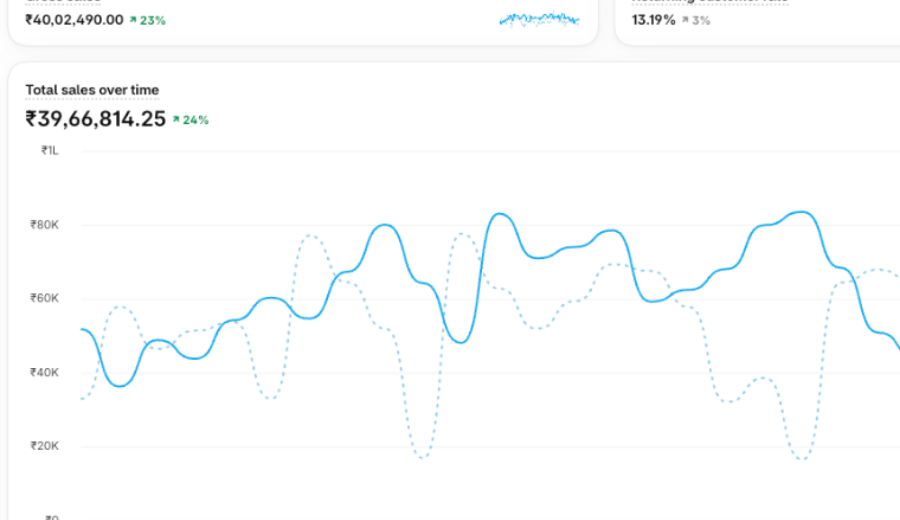 ₹40,02,490.00 ↗ 23%
13.19% ↗ 3%
Total sales over time
₹39,66,814.25 ↗ 24%
₹1L
₹80K
₹60K
₹40K
₹20K
₹0